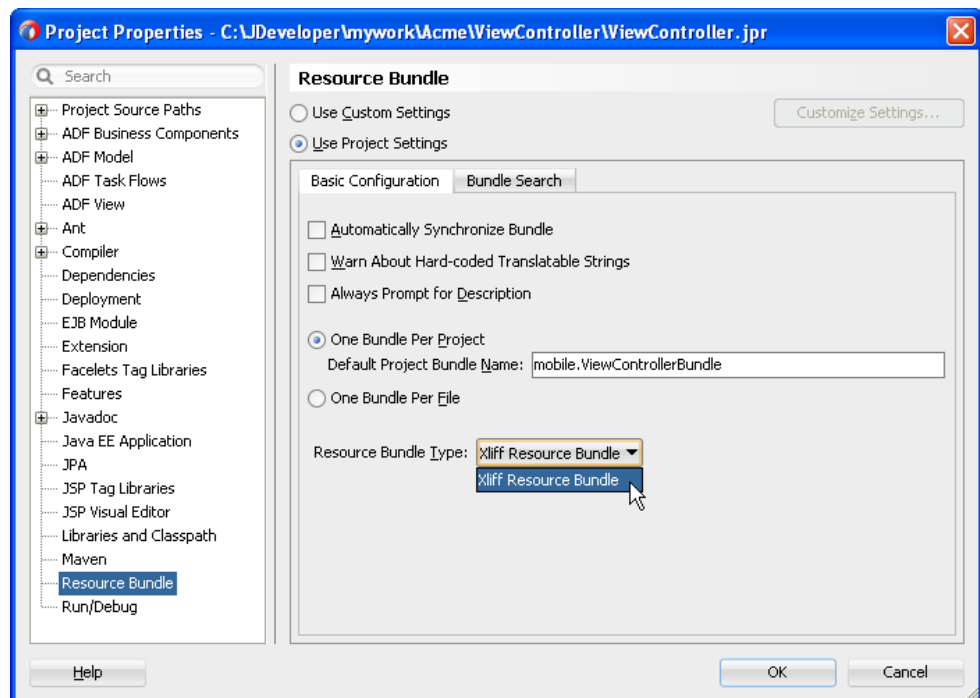 Project Properties - C:\JDeveloper\mywork\Acme\ViewController\ViewController.jpr
Search
Project Source Paths
ADF Business Components
ADF Model
ADF Task Flows
ADF View
Ant
Compiler
Dependencies
Deployment
EJB Module
Extension
Facelets Tag Libraries
Features
Javadoc
Java EE Application
JPA
JSP Tag Libraries
JSP Visual Editor
Libraries and Classpath
Maven
Resource Bundle
Run/Debug
Resource Bundle
Use Custom Settings
Customize Settings...
Use Project Settings
Basic Configuration
Bundle Search
Automatically Synchronize Bundle
Warn About Hard-coded Translatable Strings
Always Prompt for Description
One Bundle Per Project
Default Project Bundle Name: mobile.ViewControllerBundle
One Bundle Per File
Resource Bundle Type: Xliff Resource Bundle
Xliff Resource Bundle
Help
OK
Cancel